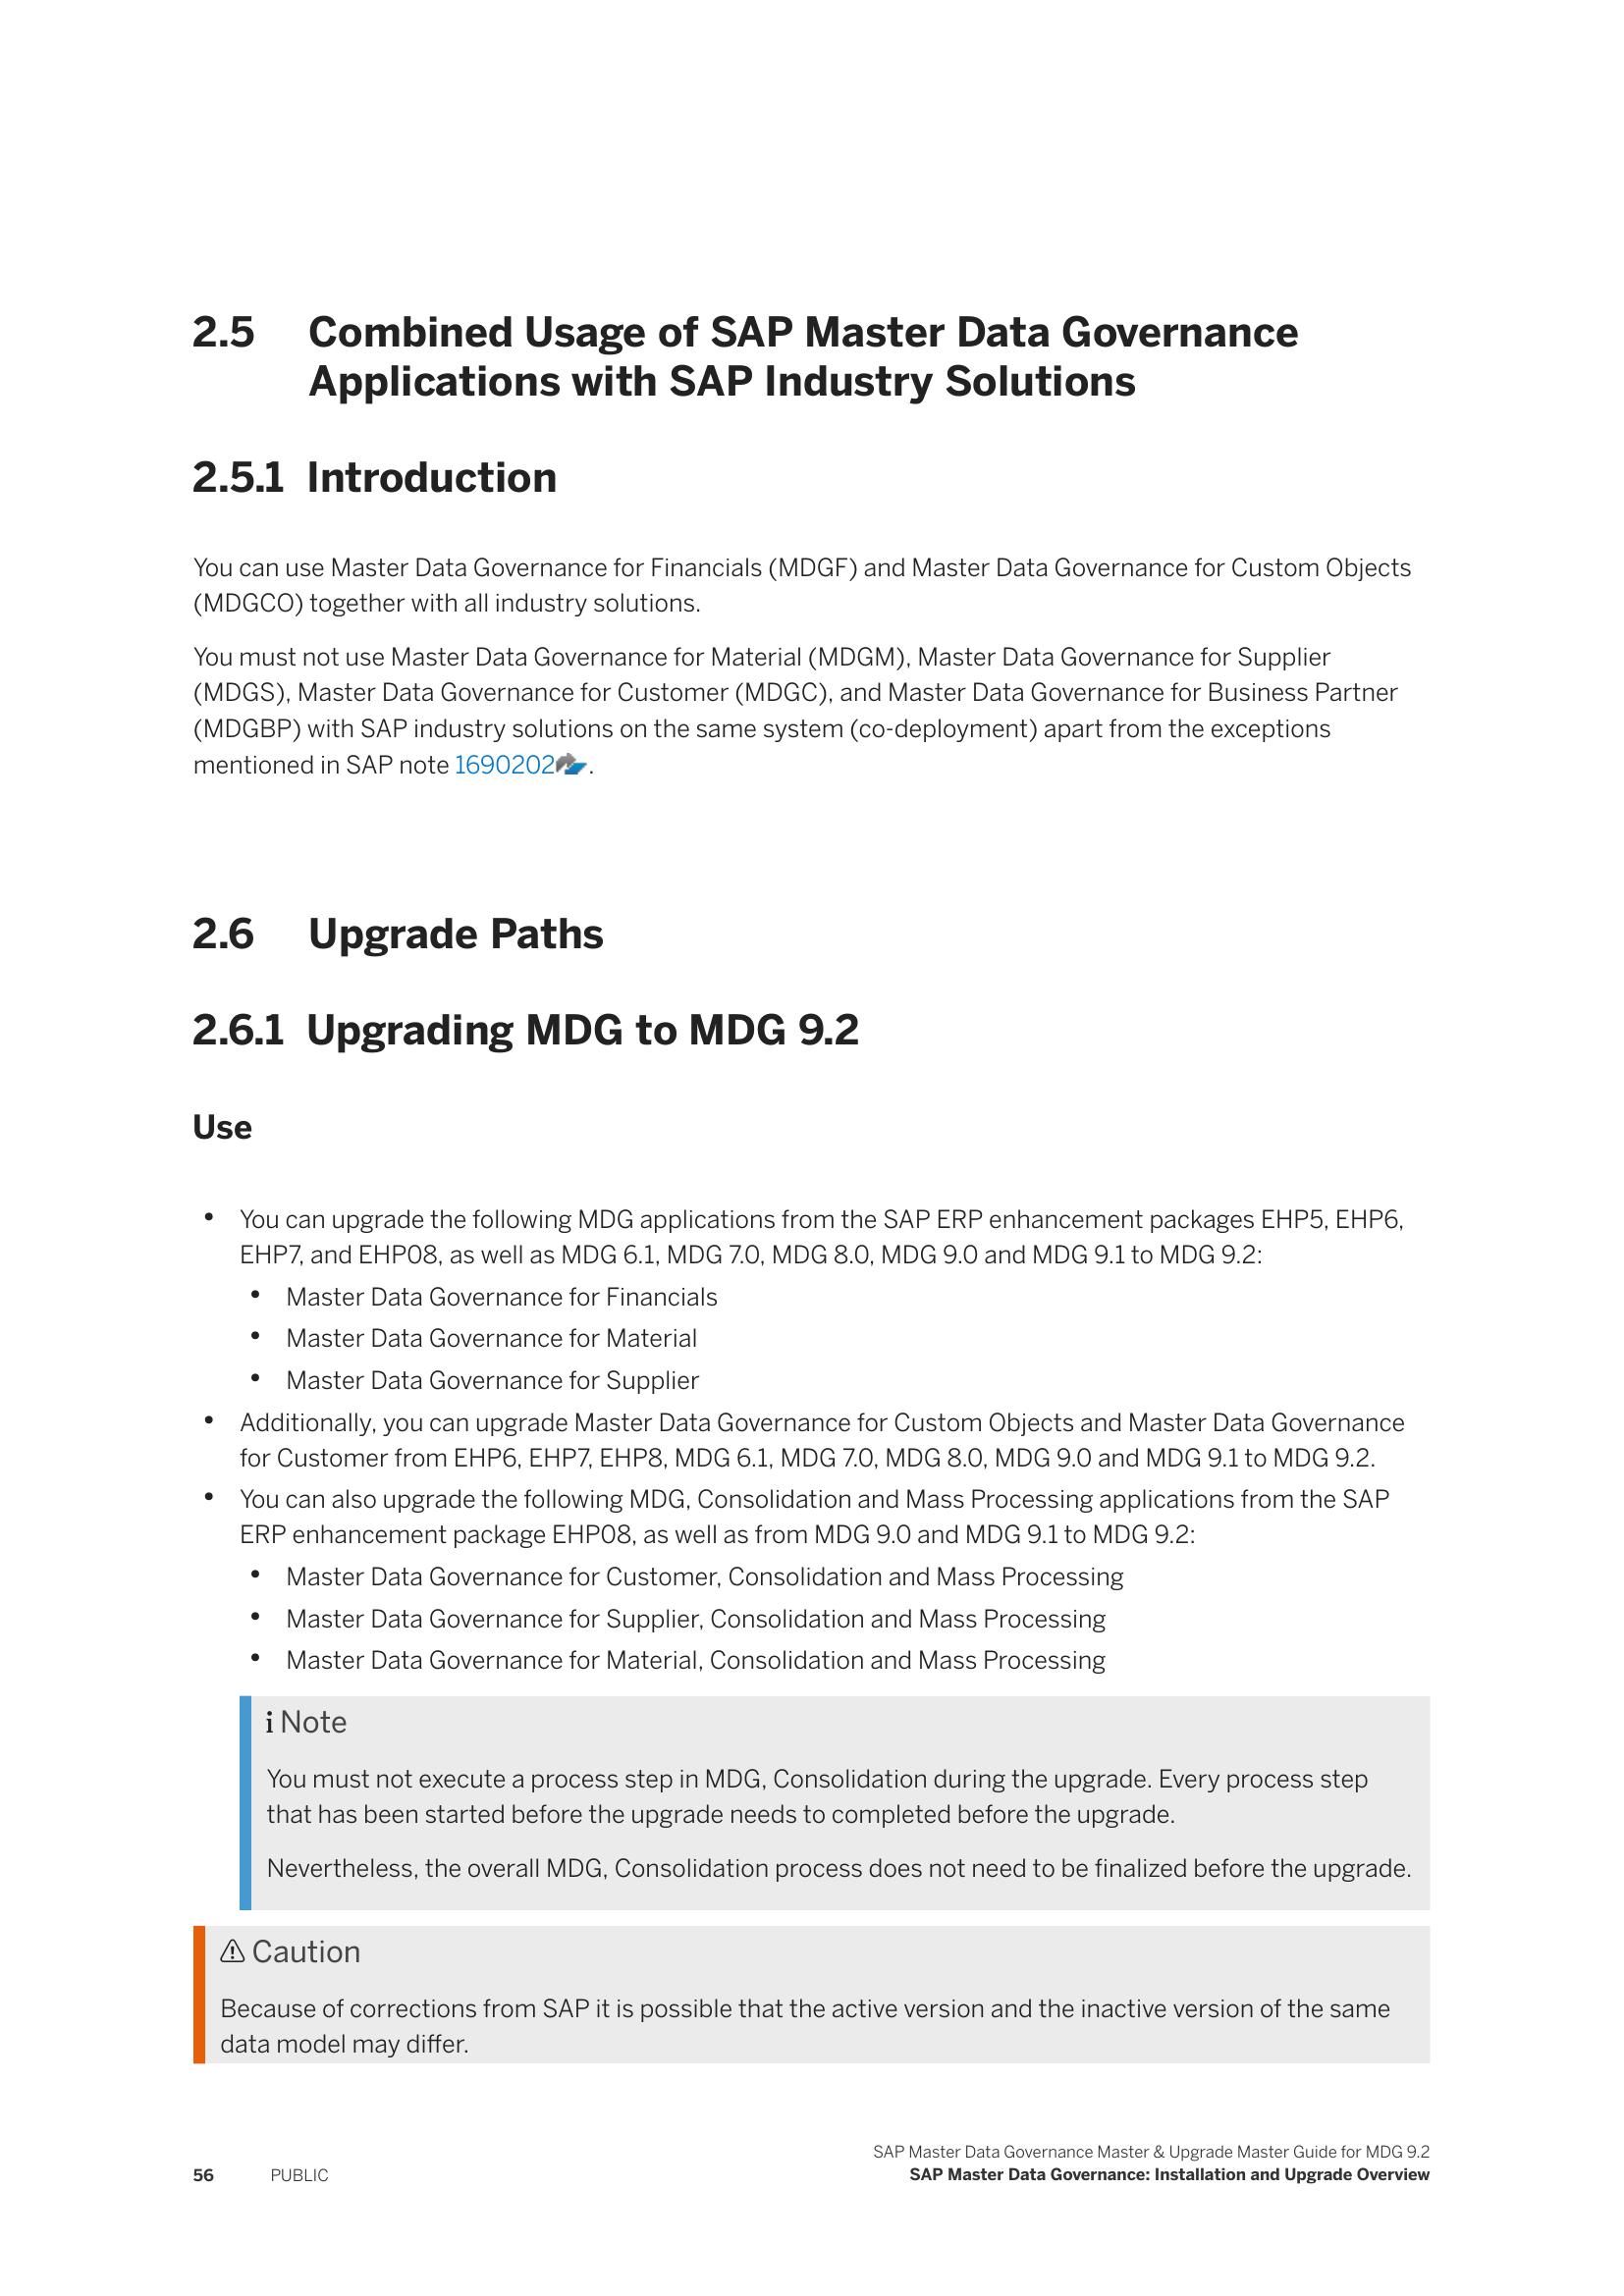 2.5 Combined Usage of SAP Master Data Governance
Applications with SAP Industry Solutions
2.5.1 Introduction
You can use Master Data Governance for Financials (MDGF) and Master Data Governance for Custom Objects
(MDGCO) together with all industry solutions.
You must not use Master Data Governance for Material (MDGM), Master Data Governance for Supplier
(MDGS), Master Data Governance for Customer (MDGC), and Master Data Governance for Business Partner
(MDGBP) with SAP industry solutions on the same system (co-deployment) apart from the exceptions
mentioned in SAP note 1690202.
2.6 Upgrade Paths
2.6.1 Upgrading MDG to MDG 9.2
Use
• You can upgrade the following MDG applications from the SAP ERP enhancement packages EHP5, EHP6,
EHP7, and EHP08, as well as MDG 6.1, MDG 7.0, MDG 8.0, MDG 9.0 and MDG 9.1 to MDG 9.2:
• Master Data Governance for Financials
• Master Data Governance for Material
• Master Data Governance for Supplier
• Additionally, you can upgrade Master Data Governance for Custom Objects and Master Data Governance
for Customer from EHP6, EHP7, EHP8, MDG 6.1, MDG 7.0, MDG 8.0, MDG 9.0 and MDG 9.1 to MDG 9.2.
• You can also upgrade the following MDG, Consolidation and Mass Processing applications from the SAP
ERP enhancement package EHP08, as well as from MDG 9.0 and MDG 9.1 to MDG 9.2:
• Master Data Governance for Customer, Consolidation and Mass Processing
• Master Data Governance for Supplier, Consolidation and Mass Processing
• Master Data Governance for Material, Consolidation and Mass Processing
i Note
You must not execute a process step in MDG, Consolidation during the upgrade. Every process step
that has been started before the upgrade needs to completed before the upgrade.
Nevertheless, the overall MDG, Consolidation process does not need to be finalized before the upgrade.
⚠ Caution
Because of corrections from SAP it is possible that the active version and the inactive version of the same
data model may differ.
SAP Master Data Governance Master & Upgrade Master Guide for MDG 9.2
56 PUBLIC SAP Master Data Governance: Installation and Upgrade Overview